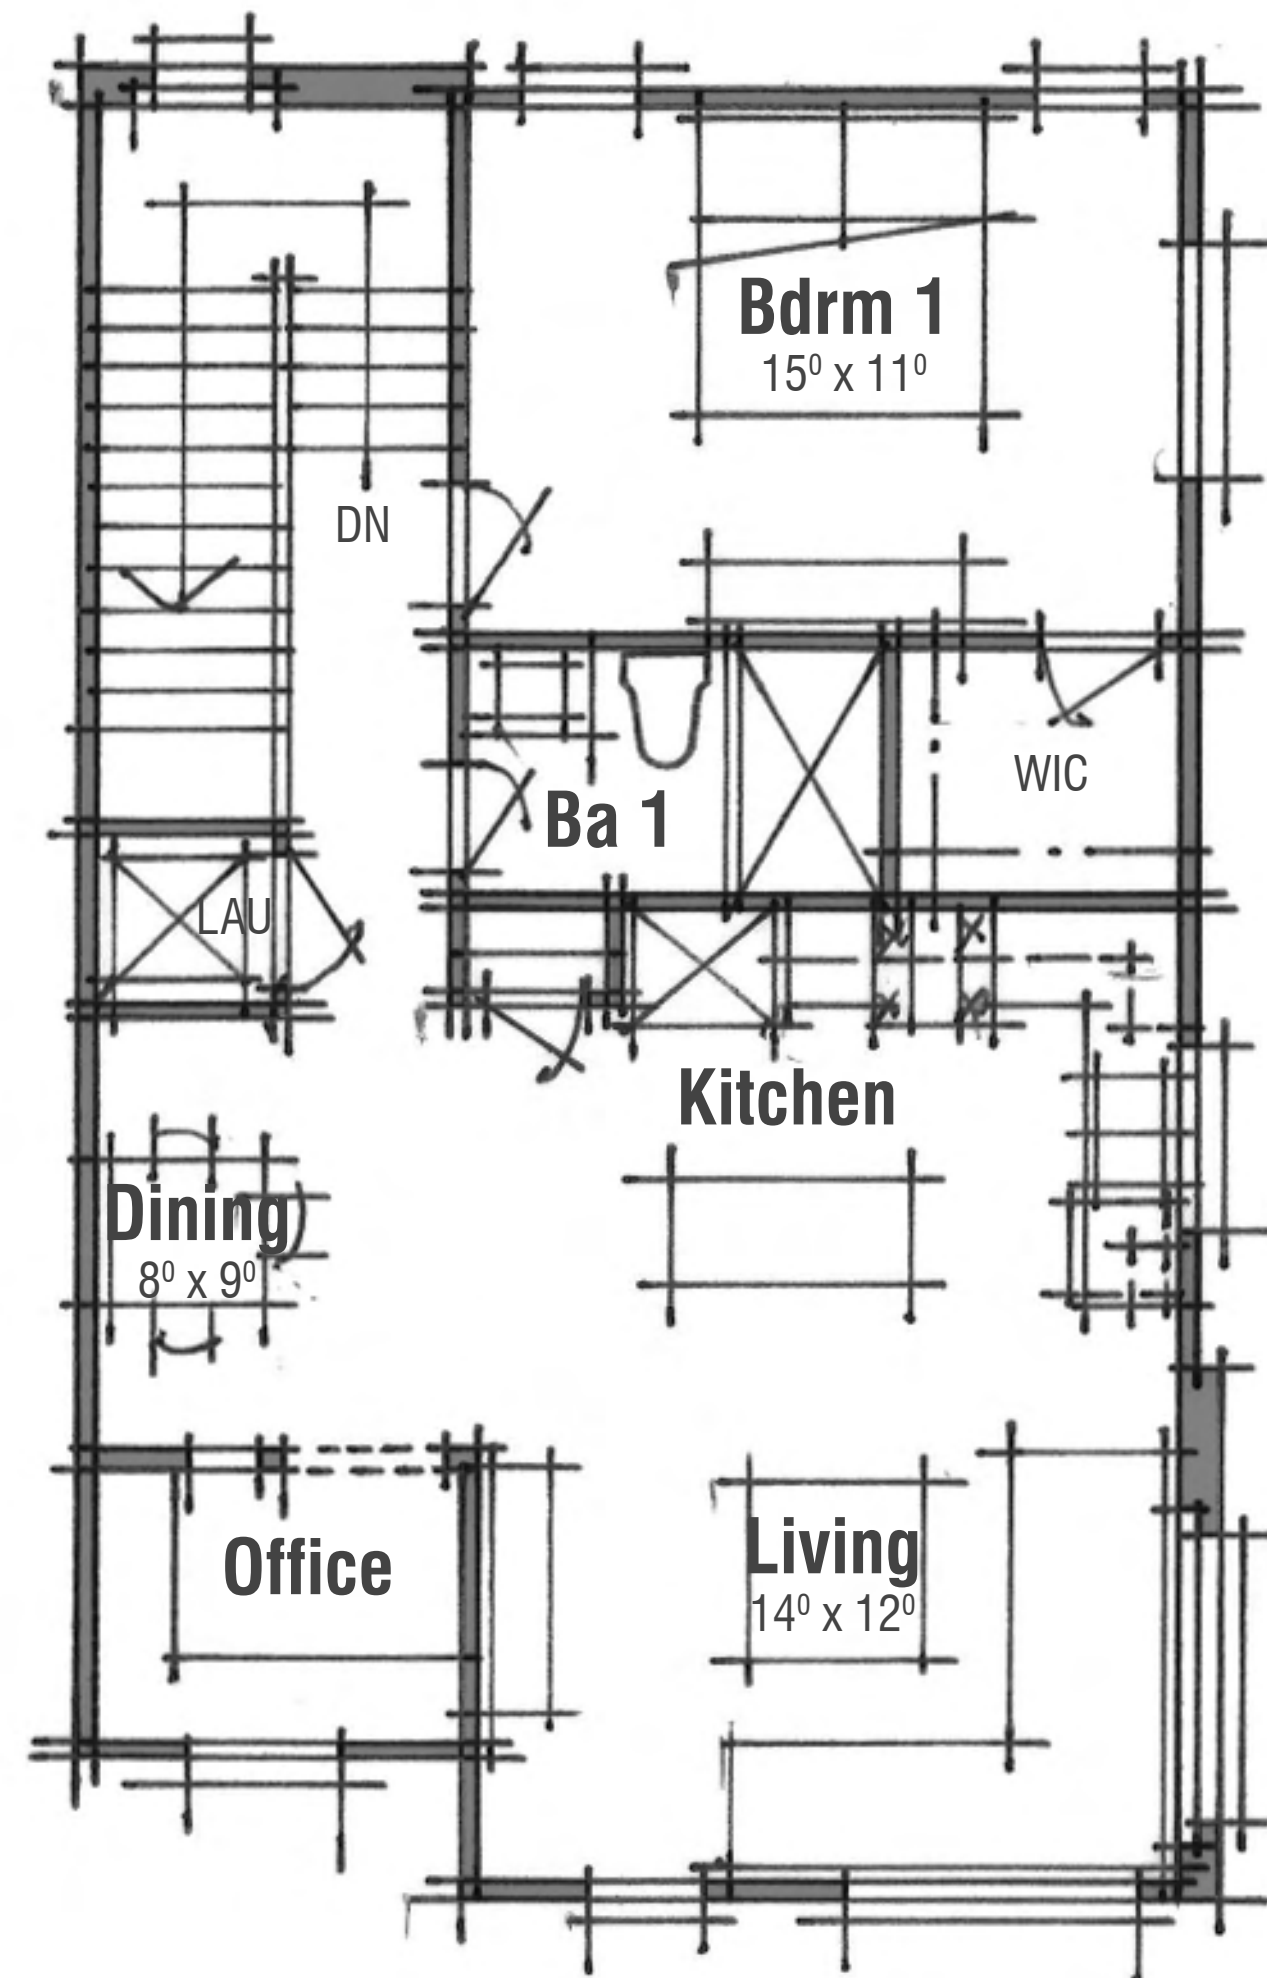 Bdrm 1
15⁰ x 11⁰
DN
WIC
Ba 1
LAU
Kitchen
Dining
8⁰ x 9⁰
Office
Living
14⁰ x 12⁰